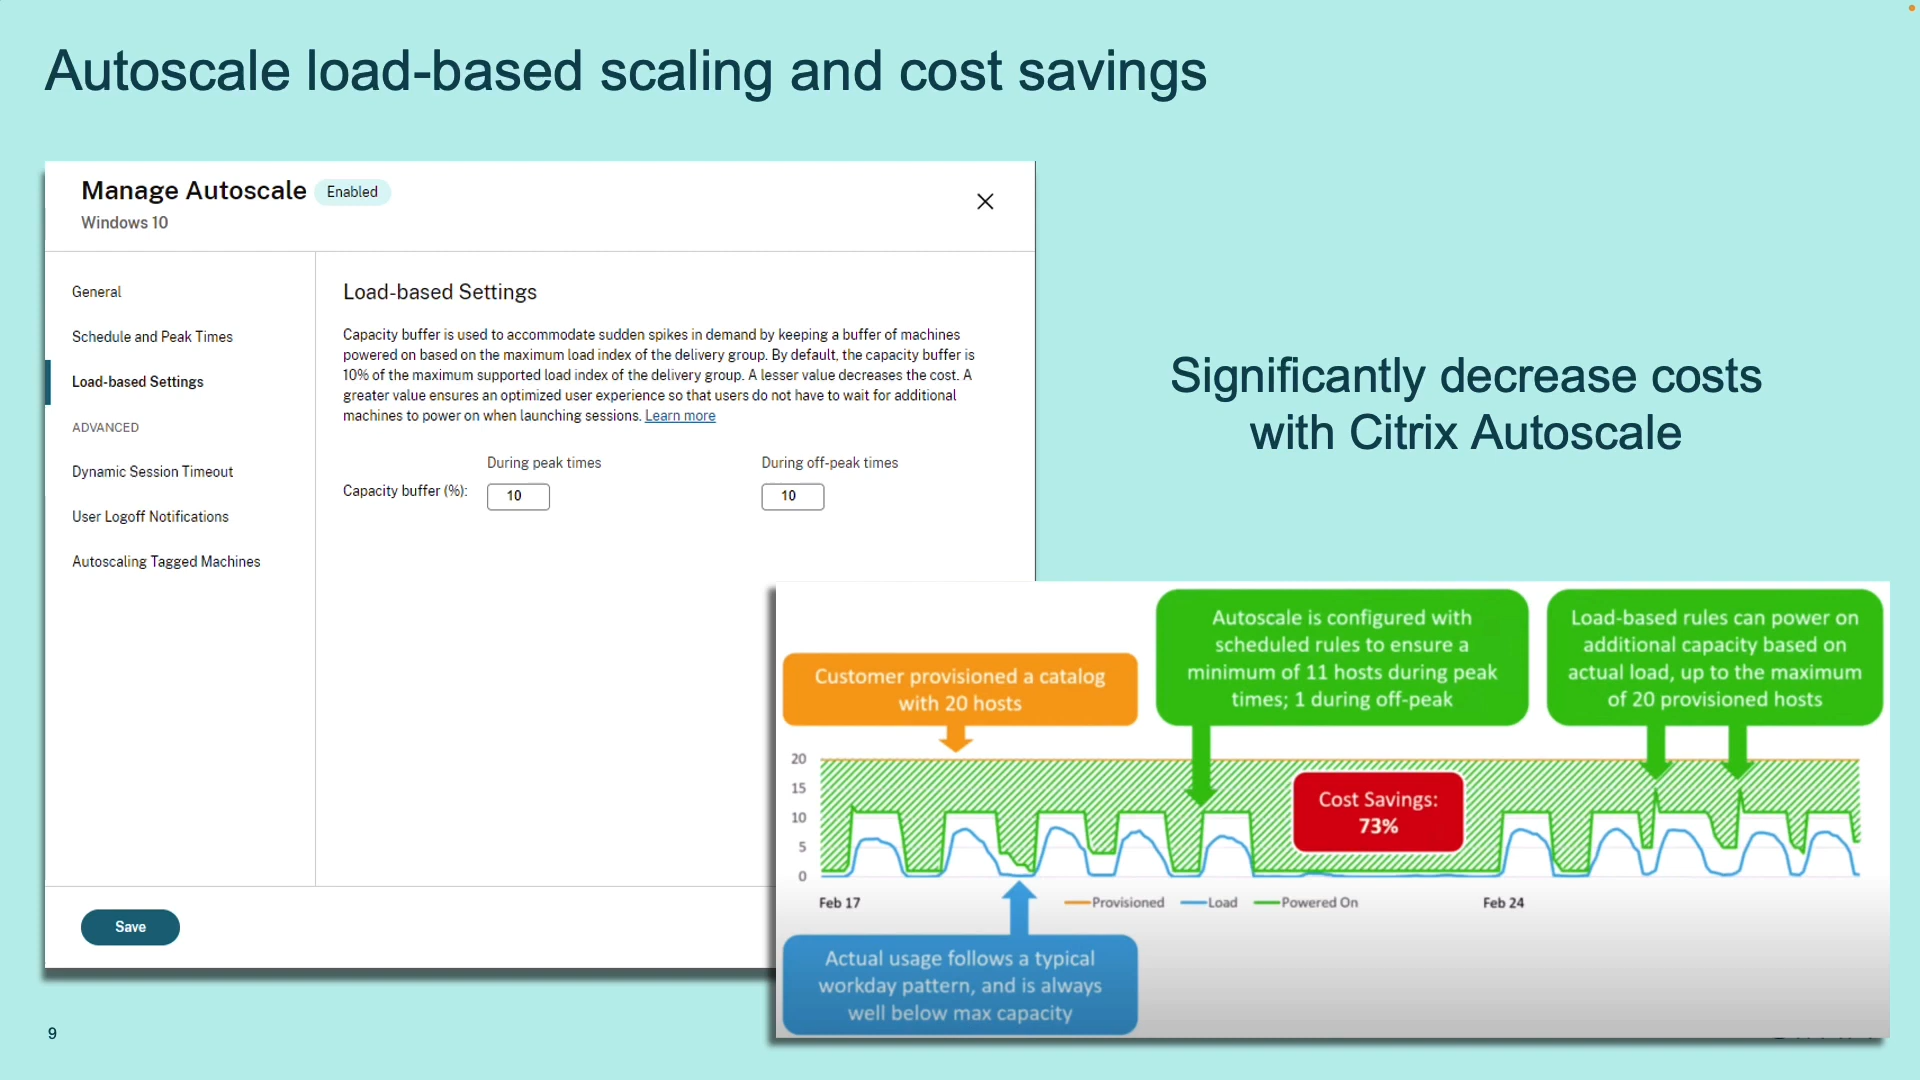 Autoscale load-based scaling and cost savings
Manage Autoscale
Enabled
Windows 10
General
Schedule and Peak Times
Load-based Settings
ADVANCED
Dynamic Session Timeout
User Logoff Notifications
Autoscaling Tagged Machines
Load-based Settings
Capacity buffer is used to accommodate sudden spikes in demand by keeping a buffer of machines
powered on based on the maximum load index of the delivery group. By default, the capacity buffer is
10% of the maximum supported load index of the delivery group. A lesser value decreases the cost. A
greater value ensures an optimized user experience so that users do not have to wait for additional
machines to power on when launching sessions. Learn more
During peak times
During off-peak times
Capacity buffer (%):
10
10
Save
Significantly decrease costs
with Citrix Autoscale
Customer provisioned a catalog
with 20 hosts
Autoscale is configured with
scheduled rules to ensure a
minimum of 11 hosts during peak
times; 1 during off-peak
Load-based rules can power on
additional capacity based on
actual load, up to the maximum
of 20 provisioned hosts
20
15
10
5
0
Cost Savings:
73%
Feb 17
Provisioned
Load
Powered On
Feb 24
Actual usage follows a typical
workday pattern, and is always
well below max capacity
9